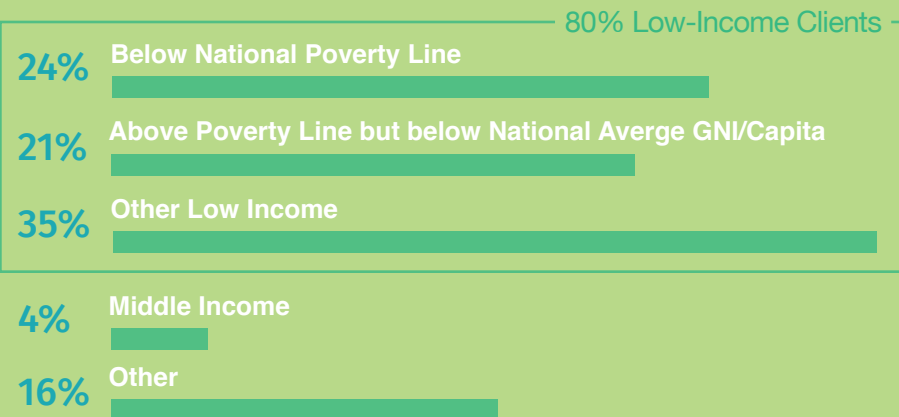 80% Low-Income Clients
24% Below National Poverty Line
21% Above Poverty Line but below National Averge GNI/Capita
35% Other Low Income
4% Middle Income
16% Other